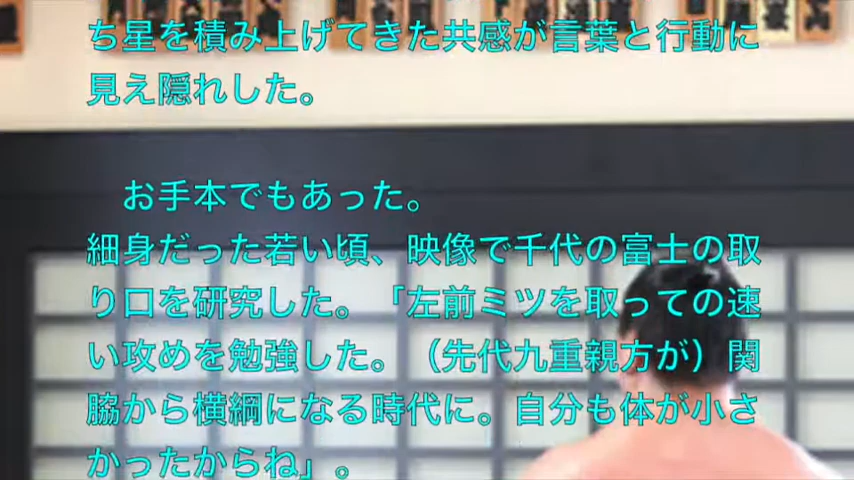 ち星を積み上げてきた共感が言葉と行動に
見え隠れした。
お手本でもあった。
細身だった若い頃、映像で千代の富士の取
り口を研究した。「左前ミツを取っての速
い攻めを勉強した。（先代九重親方が）関
脇から横綱になる時代に。自分も体が小さ
かったからね」。